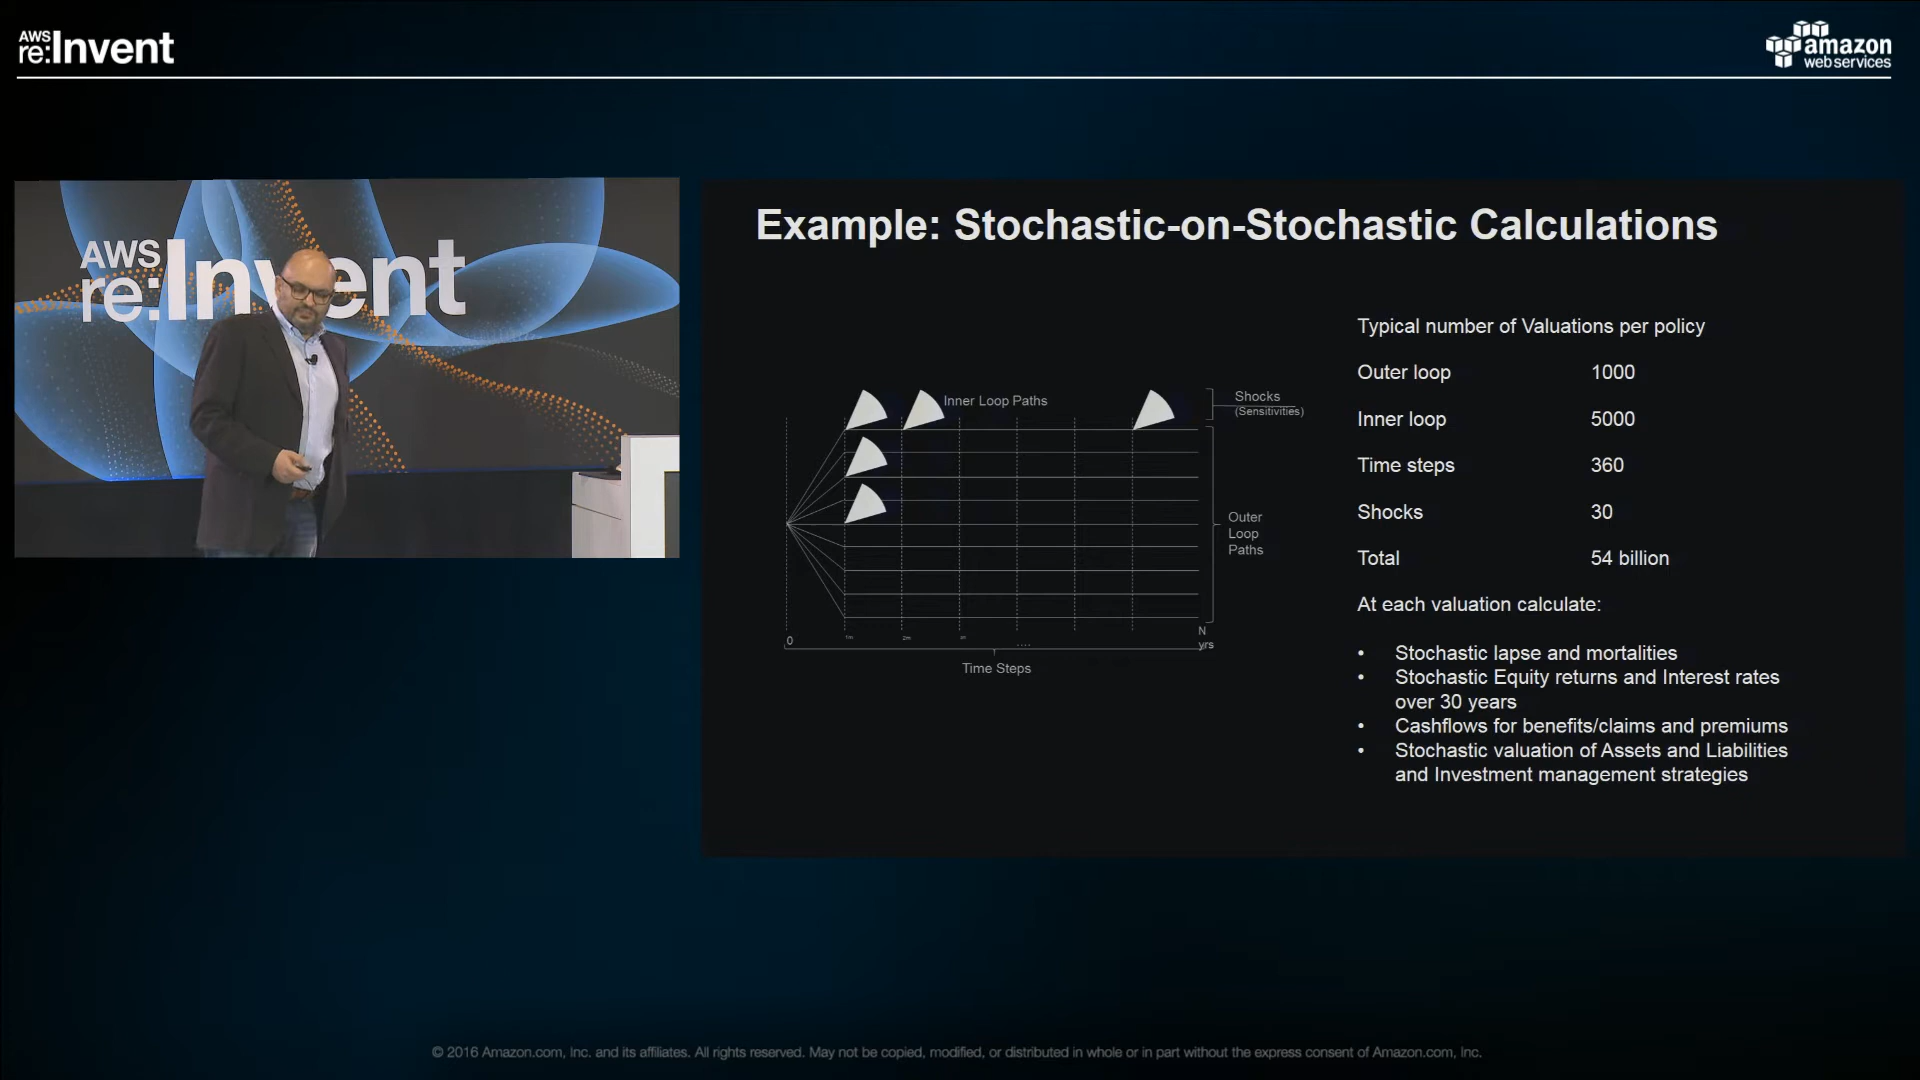 AWS
re:Invent
amazon
web services
AWS
re:Invent
Example: Stochastic-on-Stochastic Calculations
Inner Loop Paths
Shocks
(Sensitivities)
Outer
Loop
Paths
0
1m
2m
....
N
yrs
Time Steps
Typical number of Valuations per policy
Outer loop 1000
Inner loop 5000
Time steps 360
Shocks 30
Total 54 billion
At each valuation calculate:
• Stochastic lapse and mortalities
• Stochastic Equity returns and Interest rates
over 30 years
• Cashflows for benefits/claims and premiums
• Stochastic valuation of Assets and Liabilities
and Investment management strategies
© 2016 Amazon.com, Inc. and its affiliates. All rights reserved. May not be copied, modified, or distributed in whole or in part without the express consent of Amazon.com, Inc.